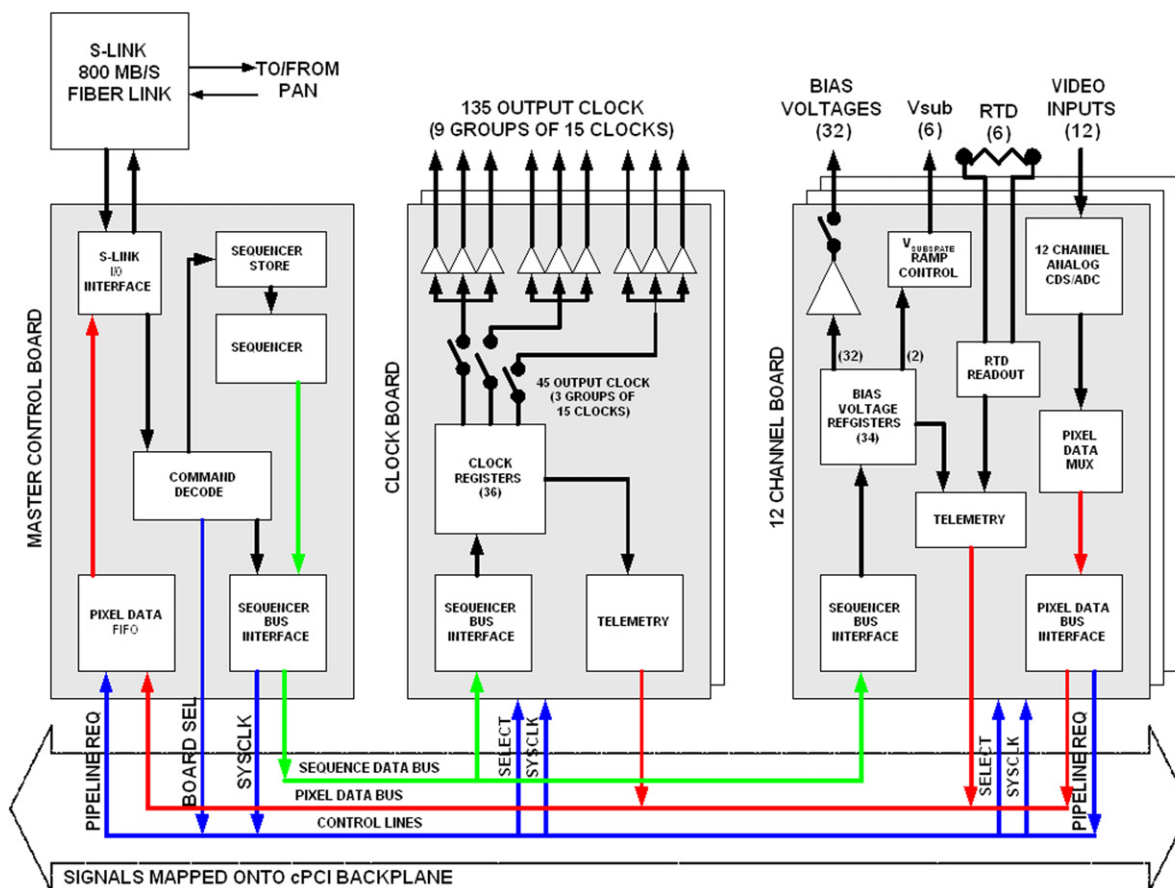 S-LINK
800 MB/S
FIBER LINK
TO/FROM
PAN
135 OUTPUT CLOCK
(9 GROUPS OF 15 CLOCKS)
BIAS
VOLTAGES
(32)
Vsub
(6)
RTD
(6)
VIDEO
INPUTS
(12)
MASTER CONTROL BOARD
S-LINK
I/O
INTERFACE
SEQUENCER
STORE
SEQUENCER
COMMAND
DECODE
PIXEL DATA
FIFO
SEQUENCER
BUS
INTERFACE
CLOCK BOARD
45 OUTPUT CLOCK
(3 GROUPS OF
15 CLOCKS)
CLOCK
REGISTERS
(36)
SEQUENCER
BUS
INTERFACE
TELEMETRY
12 CHANNEL BOARD
VSUBSRATE
RAMP
CONTROL
12 CHANNEL
ANALOG
CDS/ADC
(32)
(2)
RTD
READOUT
BIAS
VOLTAGE
REFGISTERS
(34)
PIXEL
DATA
MUX
TELEMETRY
SEQUENCER
BUS
INTERFACE
PIXEL DATA
BUS
INTERFACE
PIPELINE REQ
BOARD SEL
SYSCLK
SELECT
SYSCLK
SELECT
SYSCLK
PIPELINE REQ
SEQUENCE DATA BUS
PIXEL DATA BUS
CONTROL LINES
SIGNALS MAPPED ONTO cPCI BACKPLANE